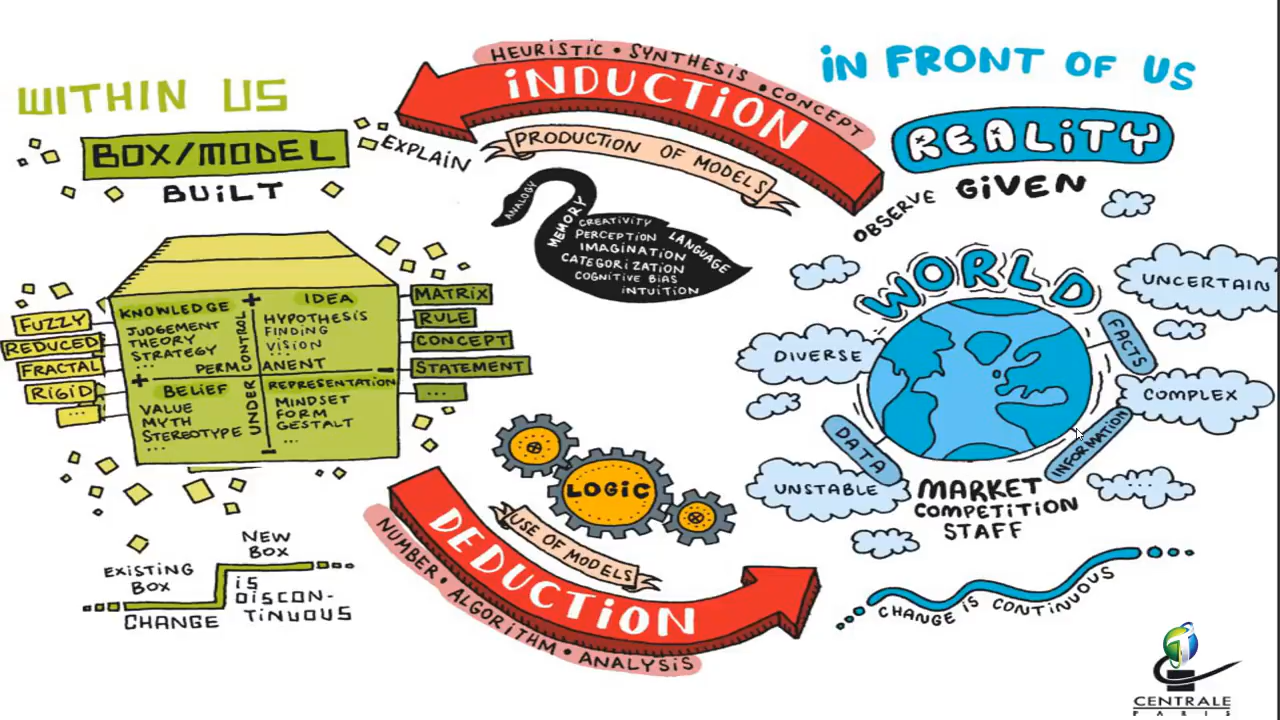 WITHIN US
BOX/MODEL
BUILT
KNOWLEDGE
JUDGEMENT
THEORY
STRATEGY
...
+
IDEA
HYPOTHESIS
FINDING
VISION
...
PERMANENT
UNDER CONTROL
+
-
BELIEF
VALUE
MYTH
STEREOTYPE
...
REPRESENTATION
MINDSET
FORM
GESTALT
...
-
FUZZY
REDUCED
FRACTAL
RIGID
...
MATRIX
RULE
CONCEPT
STATEMENT
...
EXISTING
BOX
NEW
BOX
CHANGE
IS
DISCON-
TINUOUS
HEURISTIC • SYNTHESIS • CONCEPT
INDUCTION
PRODUCTION OF MODELS
EXPLAIN
OBSERVE
ANALOGY
MEMORY
CREATIVITY
PERCEPTION
IMAGINATION
CATEGORIZATION
COGNITIVE BIAS
INTUITION
LANGUAGE
LOGIC
USE OF MODELS
DEDUCTION
NUMBER • ALGORITHM • ANALYSIS
IN FRONT OF US
REALITY
GIVEN
WORLD
UNCERTAIN
DIVERSE
FACTS
COMPLEX
DATA
INFORMATION
UNSTABLE
...
MARKET
COMPETITION
STAFF
CHANGE IS CONTINUOUS
CENTRALE